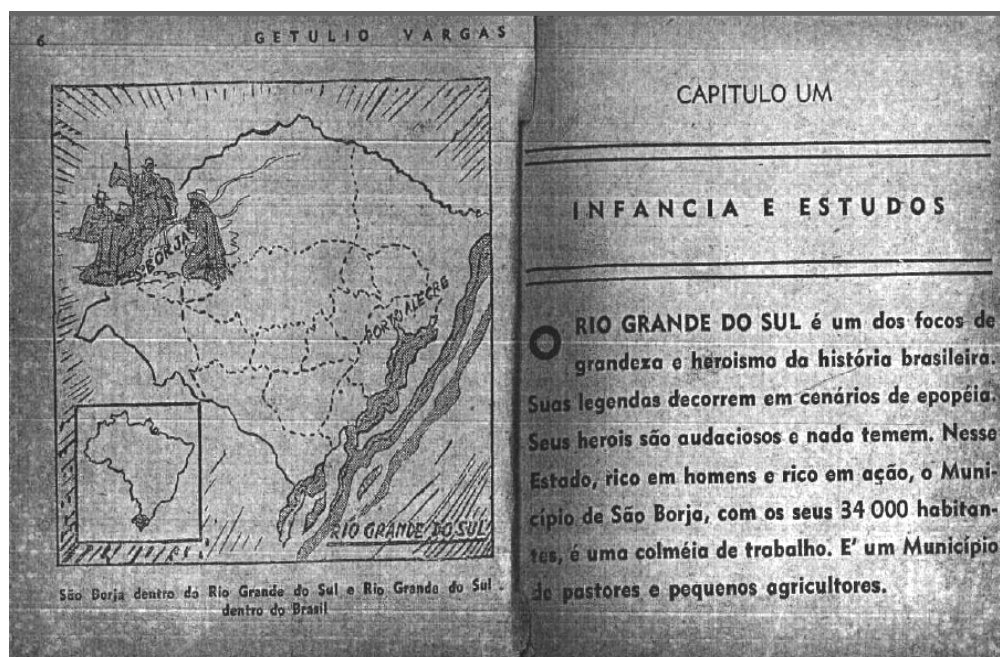 6
GETULIO VARGAS
S. BORJA
PORTO ALEGRE
RIO GRANDE DO SUL
São Borja dentro do Rio Grande do Sul e Rio Grande do Sul
dentro do Brasil
CAPITULO UM
INFANCIA E ESTUDOS
O RIO GRANDE DO SUL é um dos focos de
grandeza e heroismo da história brasileira.
Suas legendas decorrem em cenários de epopéia.
Seus herois são audaciosos e nada temem. Nesse
Estado, rico em homens e rico em ação, o Muni-
cípio de São Borja, com os seus 34 000 habitan-
tes, é uma colméia de trabalho. E' um Município
de pastores e pequenos agricultores.